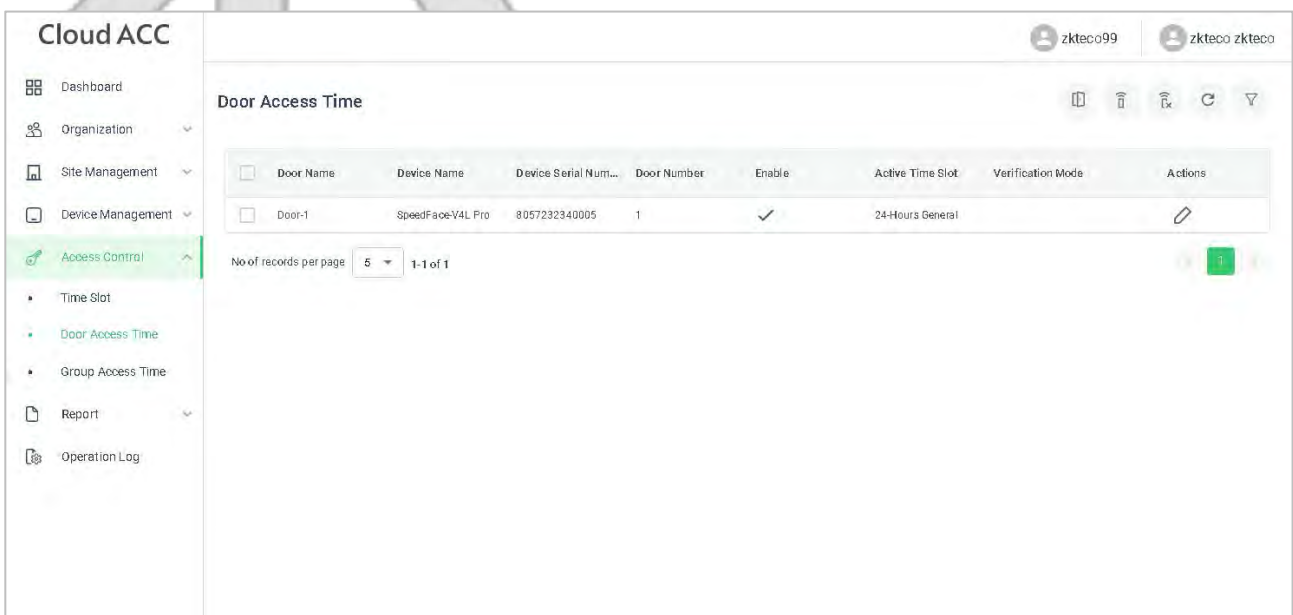 Cloud ACC
zkteco99
zkteco zkteco
Dashboard
Organization
Site Management
Device Management
Access Control
Time Slot
Door Access Time
Group Access Time
Report
Operation Log
Door Access Time
Door Name Device Name Device Serial Num... Door Number Enable Active Time Slot Verification Mode Actions
Door-1 SpeedFace-V4L Pro 8057232340005 1 24-Hours General
No of records per page 5 1-1 of 1
1